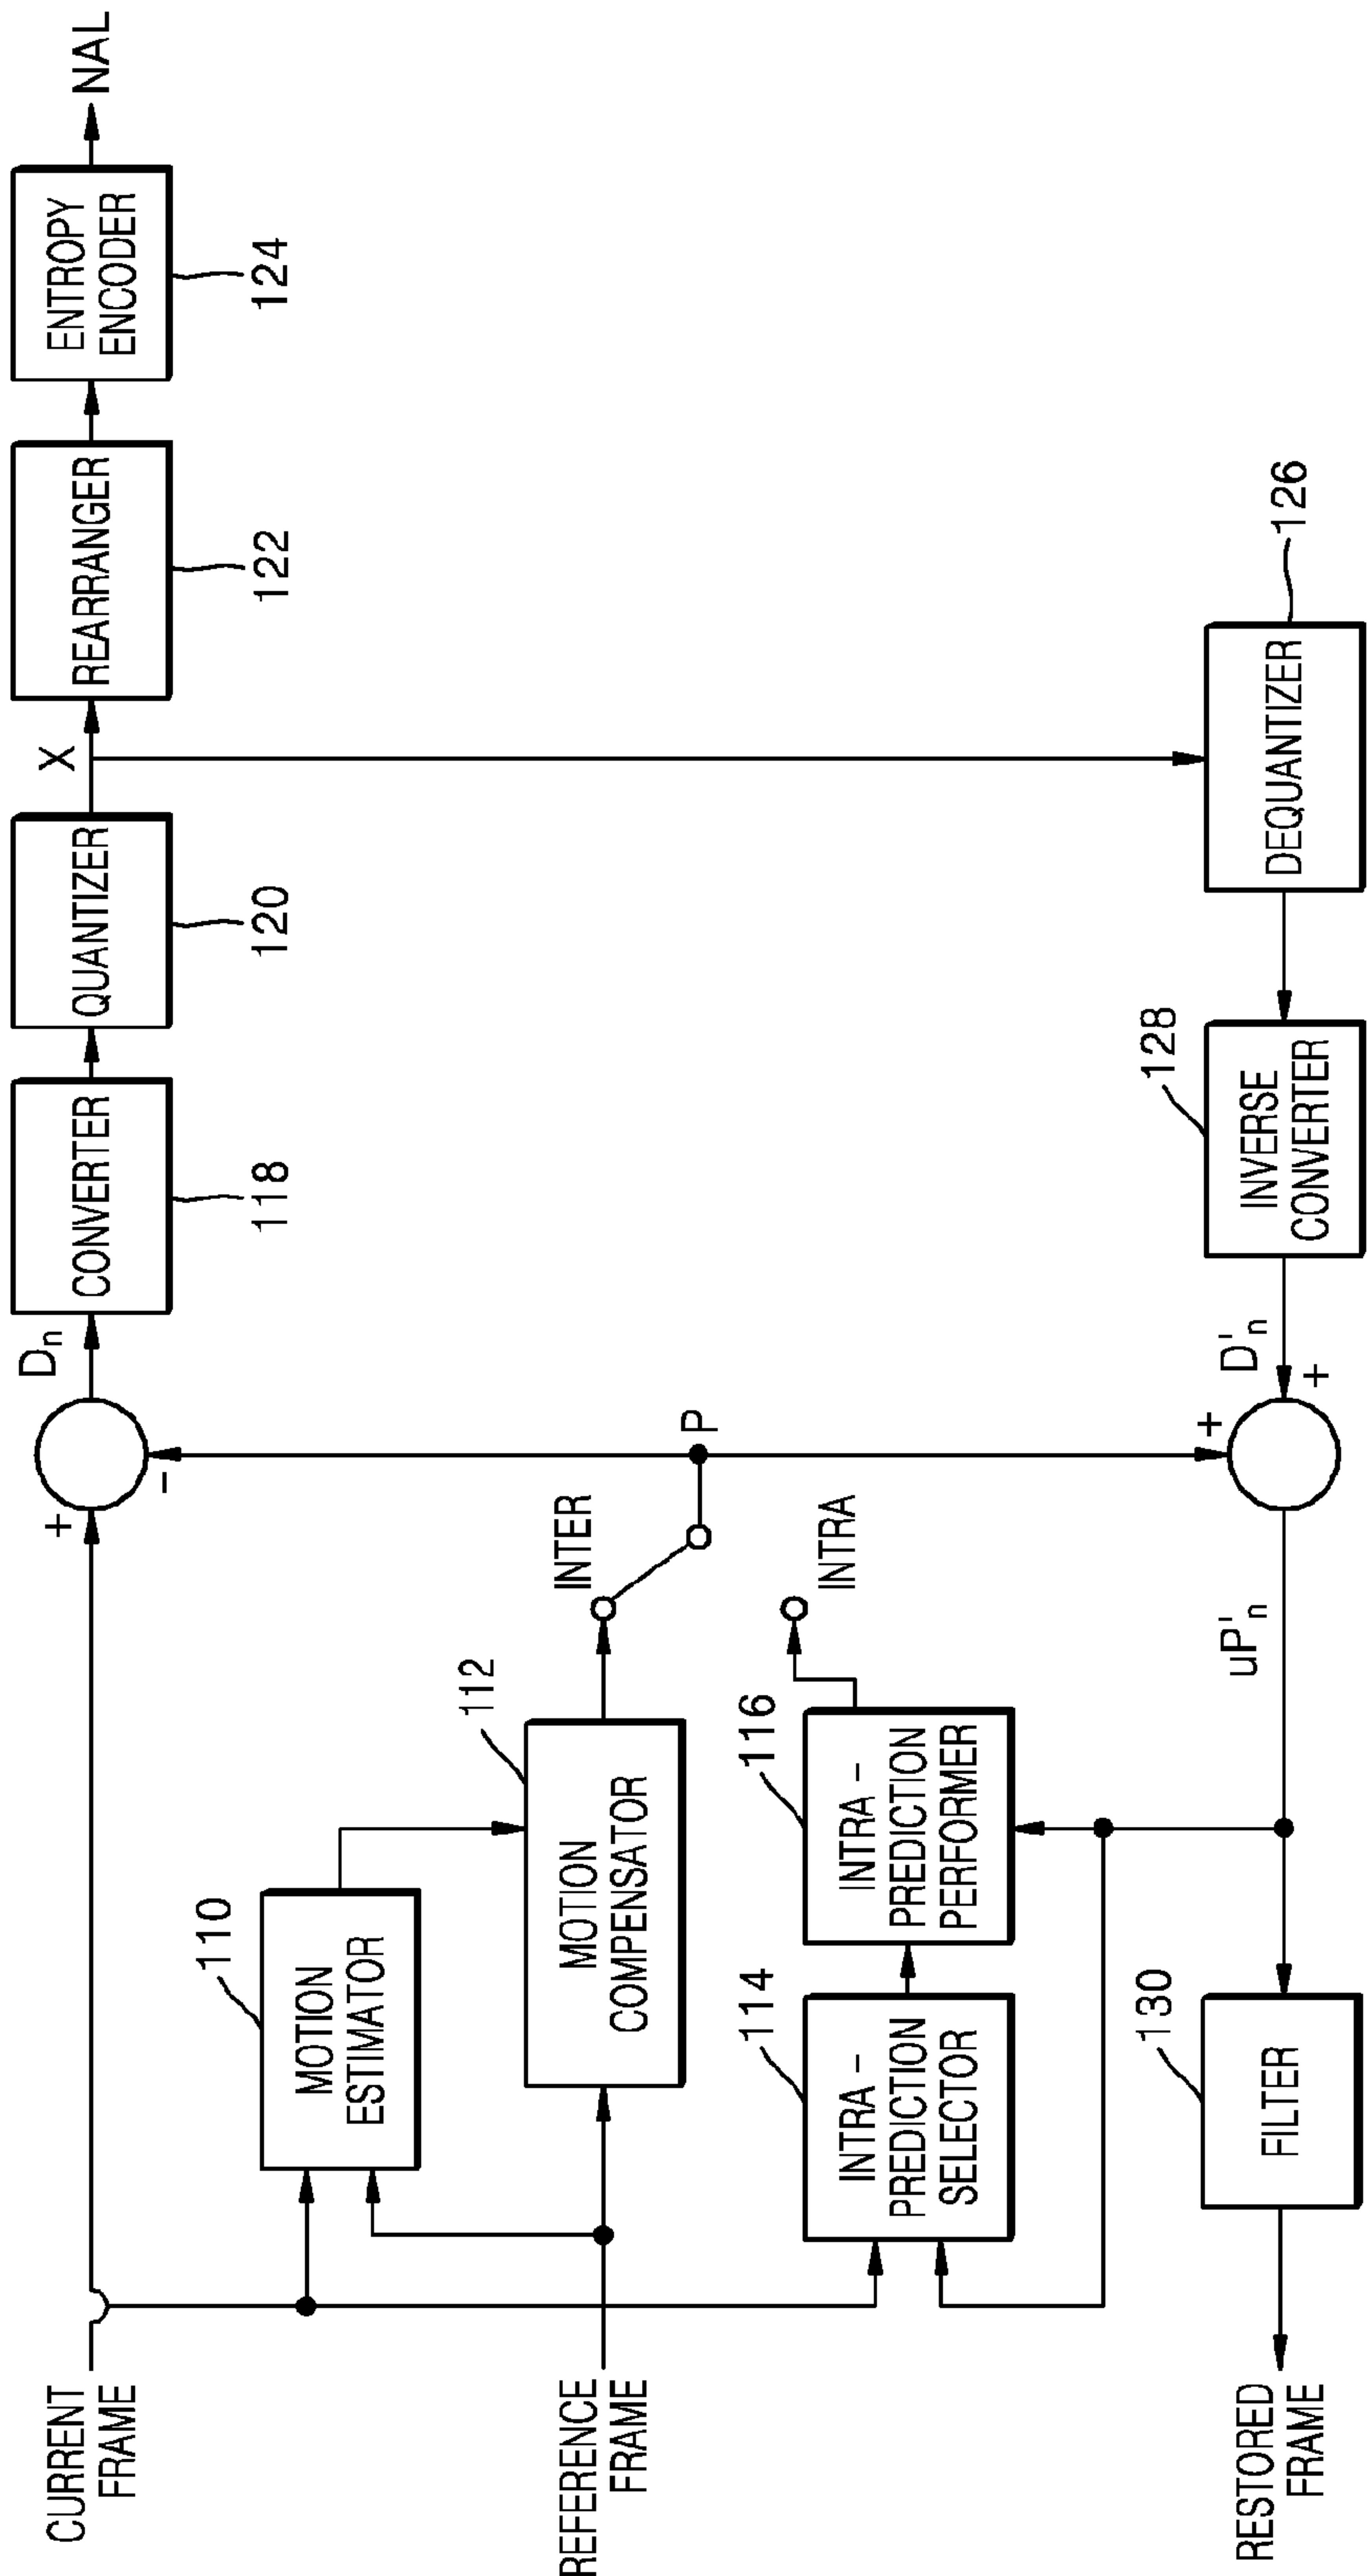 CURRENT
FRAME
+
-
Dn
CONVERTER
118
QUANTIZER
120
X
REARRANGER
122
ENTROPY
ENCODER
124
NAL
MOTION
ESTIMATOR
110
REFERENCE
FRAME
MOTION
COMPENSATOR
112
INTER
P
INTRA -
PREDICTION
SELECTOR
114
INTRA -
PREDICTION
PERFORMER
116
INTRA
RESTORED
FRAME
FILTER
130
uP'n
+
+
D'n
INVERSE
CONVERTER
128
DEQUANTIZER
126